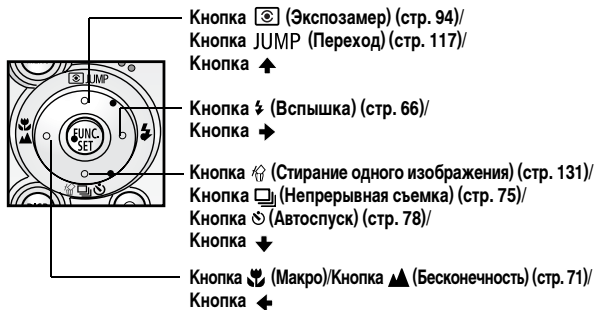 Кнопка (Экспозамер) (стр. 94)/
Кнопка JUMP (Переход) (стр. 117)/
Кнопка ↑
JUMP
FUNC.
SET
Кнопка (Вспышка) (стр. 66)/
Кнопка →
Кнопка (Стирание одного изображения) (стр. 131)/
Кнопка (Непрерывная съемка) (стр. 75)/
Кнопка (Автоспуск) (стр. 78)/
Кнопка ↓
Кнопка (Макро)/Кнопка (Бесконечность) (стр. 71)/
Кнопка ←